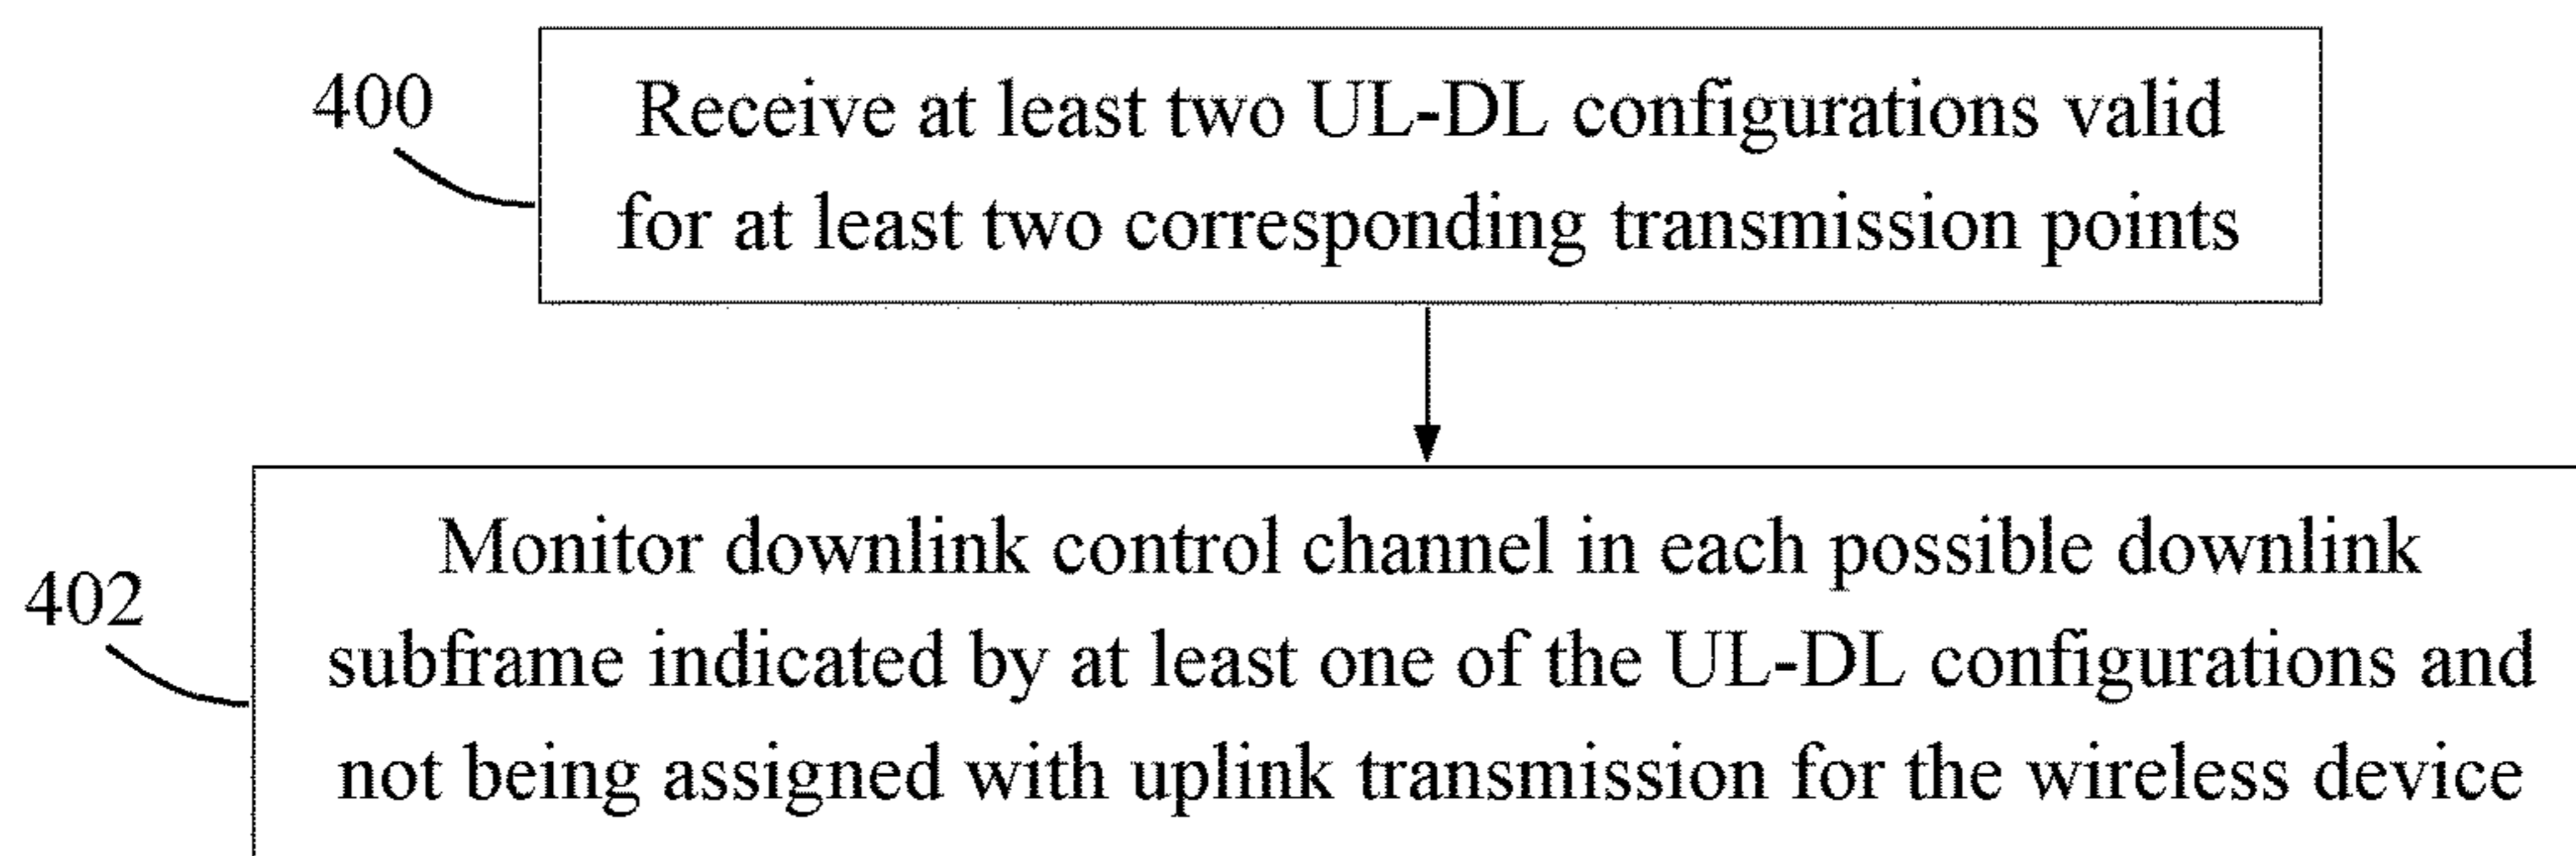 400
Receive at least two UL-DL configurations valid
for at least two corresponding transmission points
402
Monitor downlink control channel in each possible downlink
subframe indicated by at least one of the UL-DL configurations and
not being assigned with uplink transmission for the wireless device